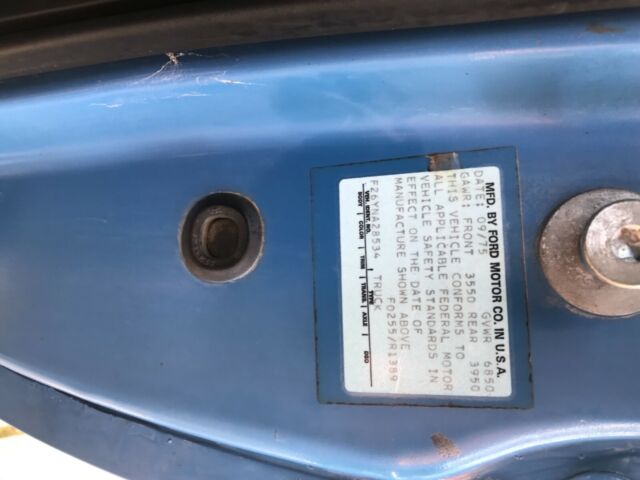 MFD. BY FORD MOTOR CO. IN U.S.A.
DATE: 09/75 GVWR 6850
GAWR: FRONT 3550 REAR 3950
THIS VEHICLE CONFORMS TO
ALL APPLICABLE FEDERAL MOTOR
VEHICLE SAFETY STANDARDS IN
EFFECT ON THE DATE OF
MANUFACTURE SHOWN ABOVE
F0255/R1389
F26YNA28534 TRUCK
VEH. IDENT. NO. TYPE
BODY COLOR TRIM TRANS. AXLE DSO